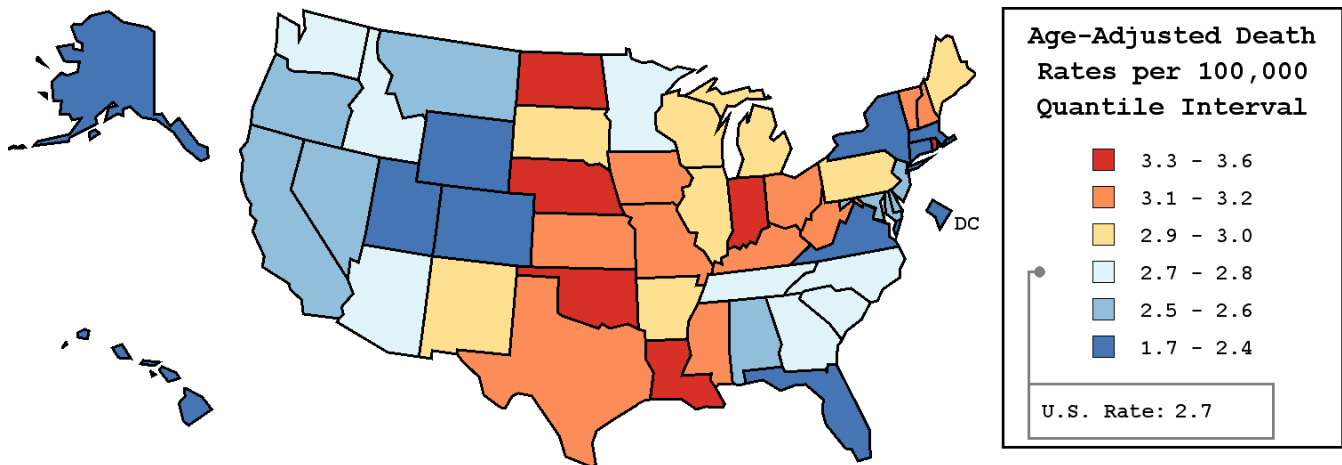 DC
Age-Adjusted Death
Rates per 100,000
Quantile Interval
3.3 - 3.6
3.1 - 3.2
2.9 - 3.0
2.7 - 2.8
2.5 - 2.6
1.7 - 2.4
U.S. Rate: 2.7